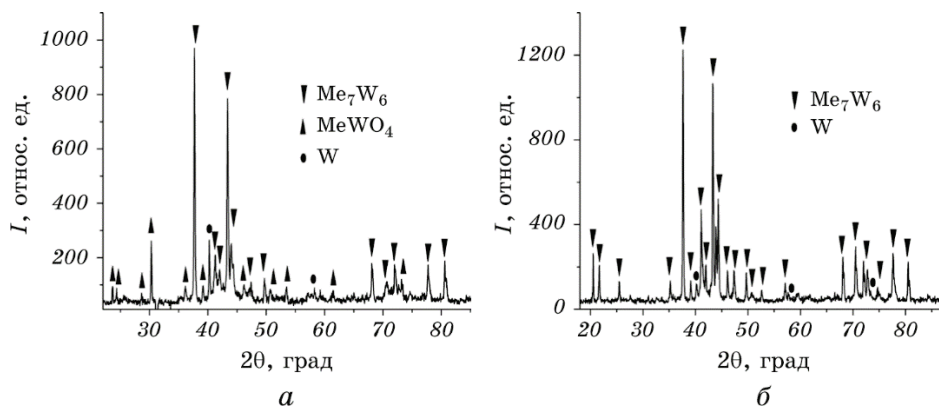 1000
800
600
400
200
I, относ. ед.
Me₇W₆
MeWO₄
W
30 40 50 60 70 80
2θ, град
а
1200
800
400
0
I, относ. ед.
Me₇W₆
W
20 30 40 50 60 70 80
2θ, град
б